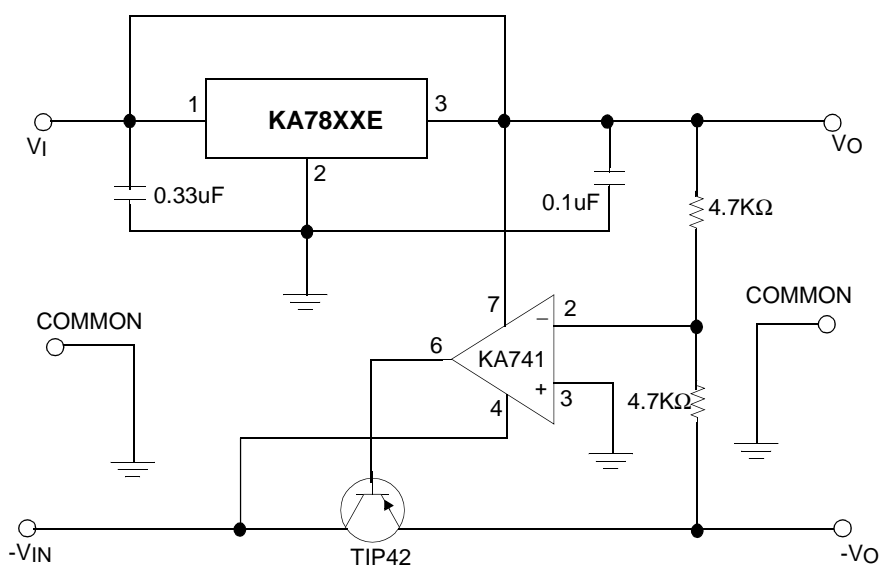 1
KA78XXE
3
VI
VO
2
0.33uF
0.1uF
4.7KΩ
COMMON
COMMON
7
2
6
KA741
−
+
3
4
4.7KΩ
-VIN
TIP42
-VO